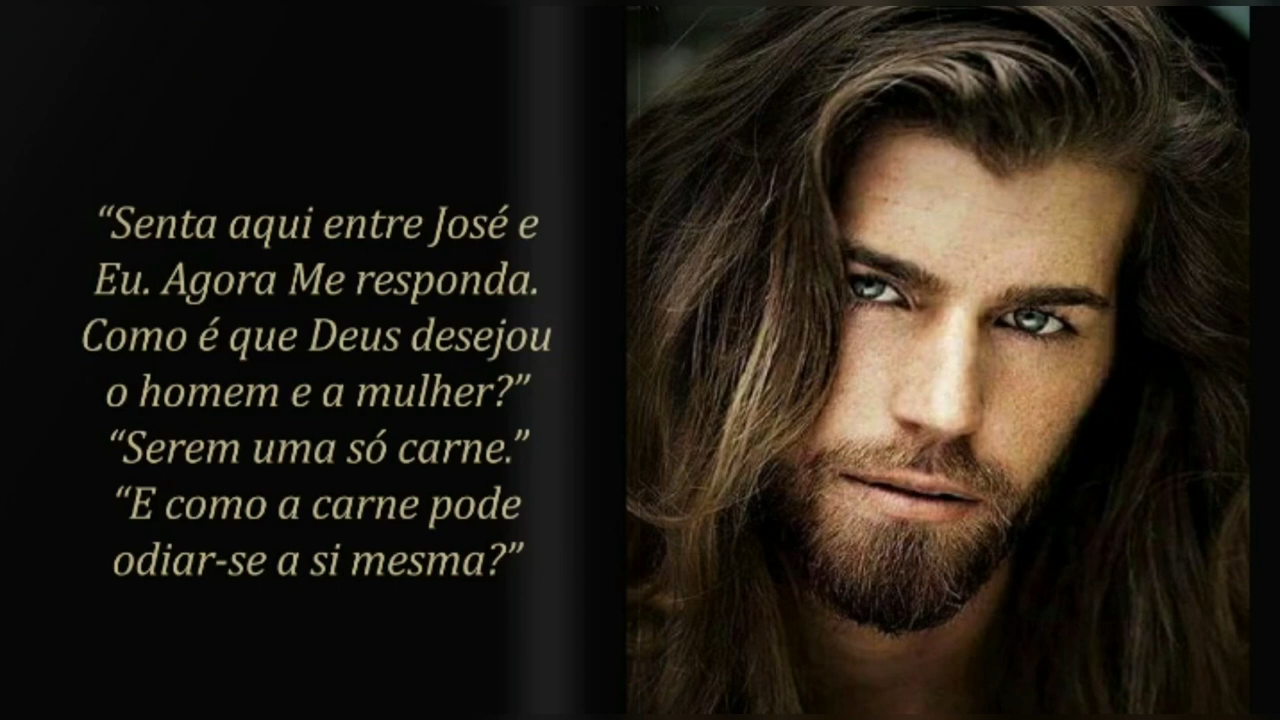 “Senta aqui entre José e
Eu. Agora Me responda.
Como é que Deus desejou
o homem e a mulher?”
“Serem uma só carne.”
“E como a carne pode
odiar-se a si mesma?”